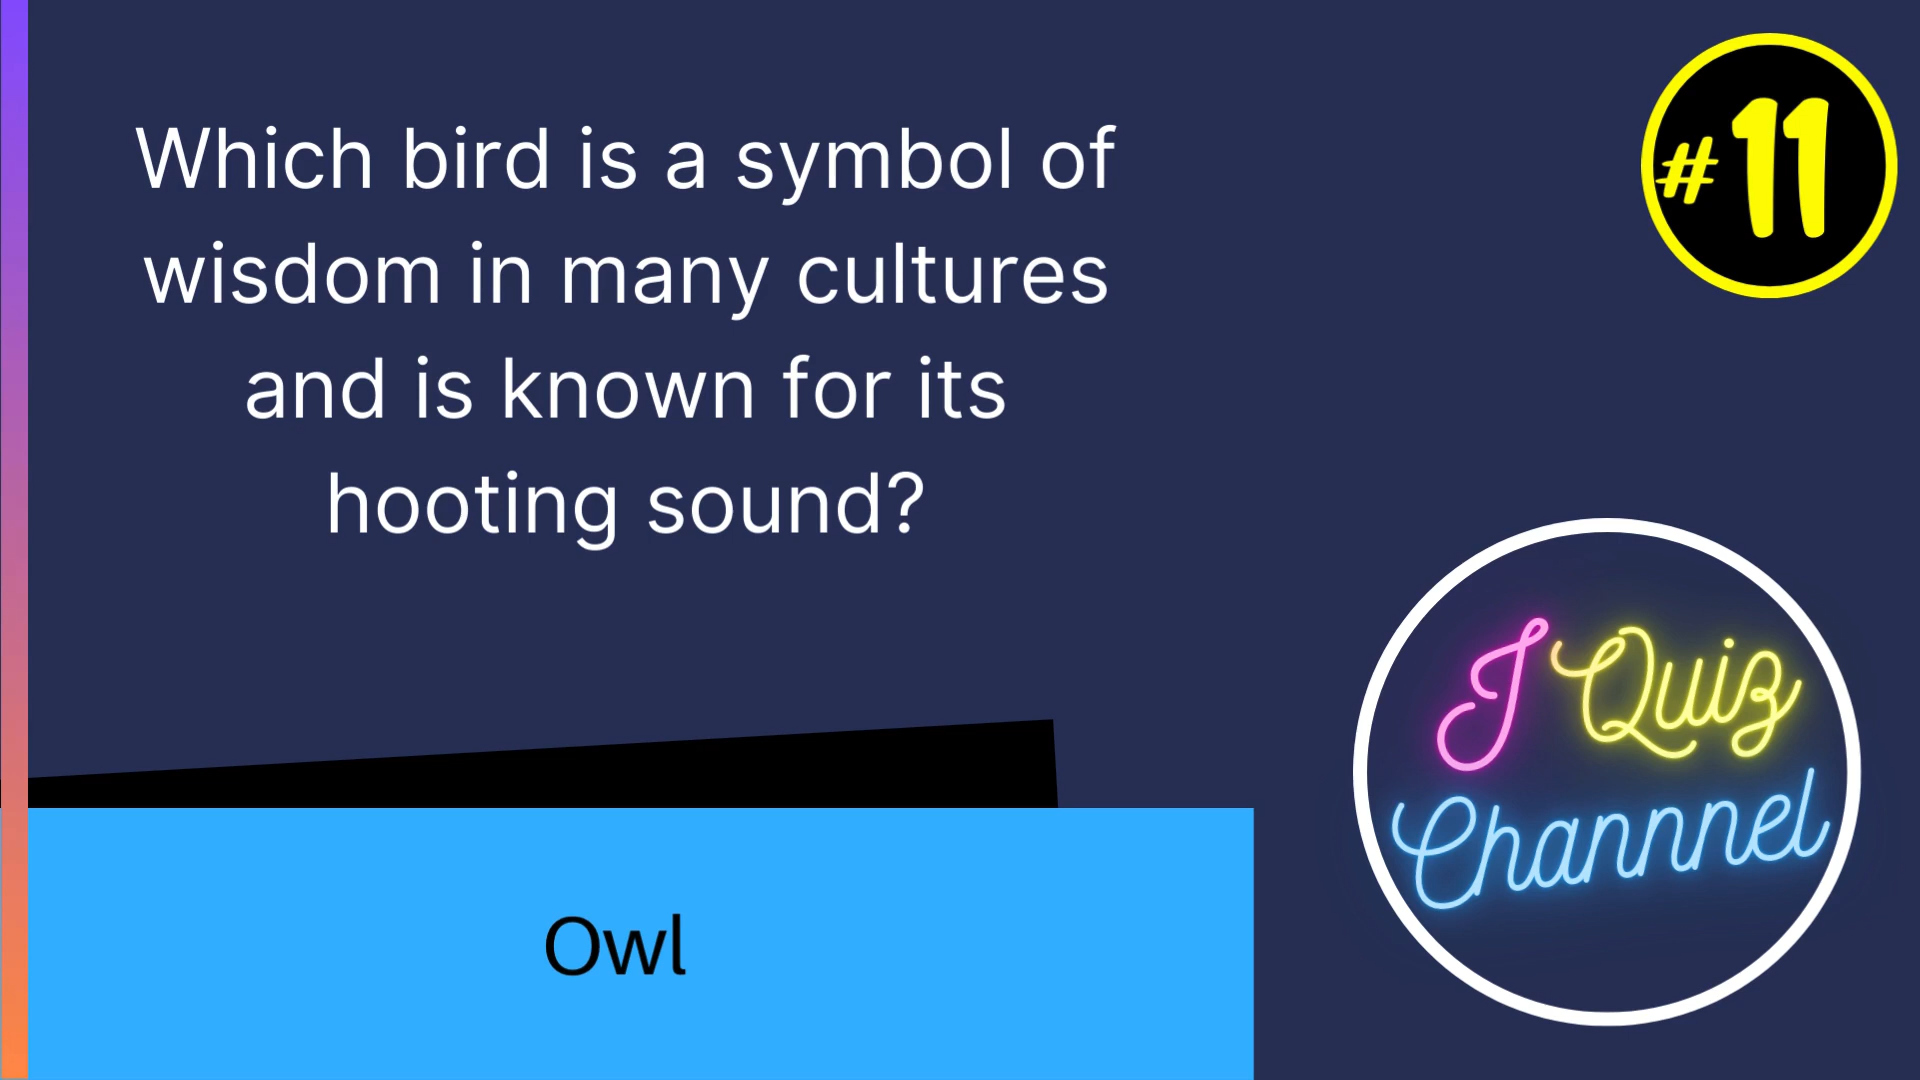 Which bird is a symbol of
wisdom in many cultures
and is known for its
hooting sound?
#11
J Quiz
Channnel
Owl